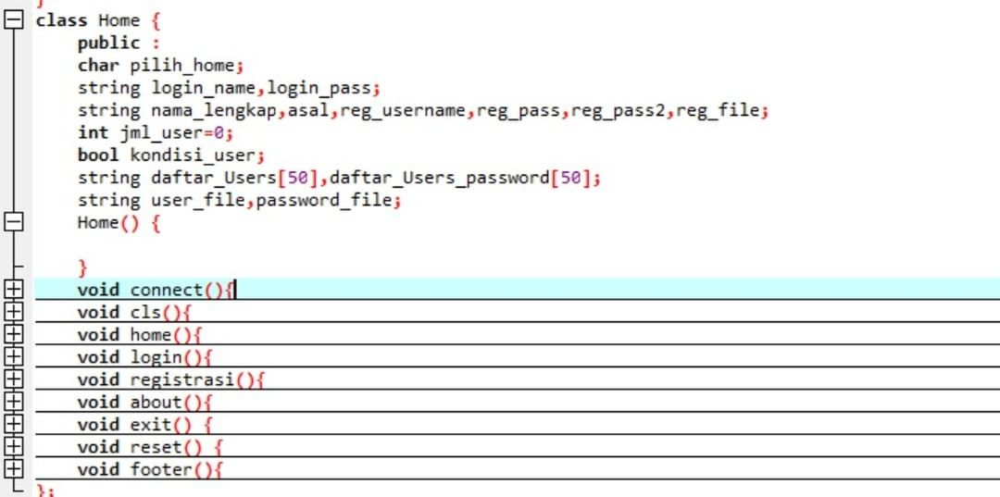 }
class Home {
    public :
    char pilih_home;
    string login_name,login_pass;
    string nama_lengkap,asal,reg_username,reg_pass,reg_pass2,reg_file;
    int jml_user=0;
    bool kondisi_user;
    string daftar_Users[50],daftar_Users_password[50];
    string user_file,password_file;
    Home() {

    }
    void connect(){
    void cls(){
    void home(){
    void login(){
    void registrasi(){
    void about(){
    void exit() {
    void reset() {
    void footer(){
};